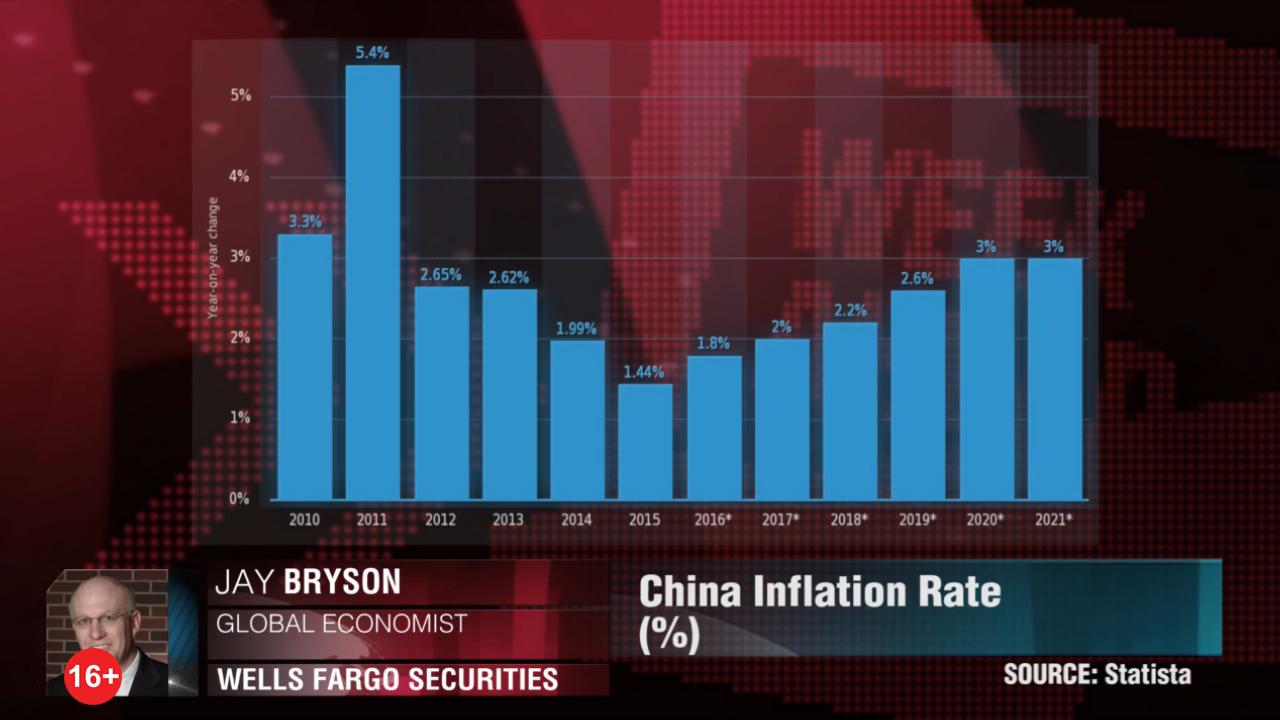 5.4%
5%
4%
3.3%
3%
3%
3%
2.65%
2.62%
2.6%
2.2%
2%
2%
1.99%
1.8%
1.44%
1%
0%
Year-on-year change
2010 2011 2012 2013 2014 2015 2016* 2017* 2018* 2019* 2020* 2021*
WEEKLY
JAY BRYSON
GLOBAL ECONOMIST
WELLS FARGO SECURITIES
China Inflation Rate
(%)
SOURCE: Statista
16+